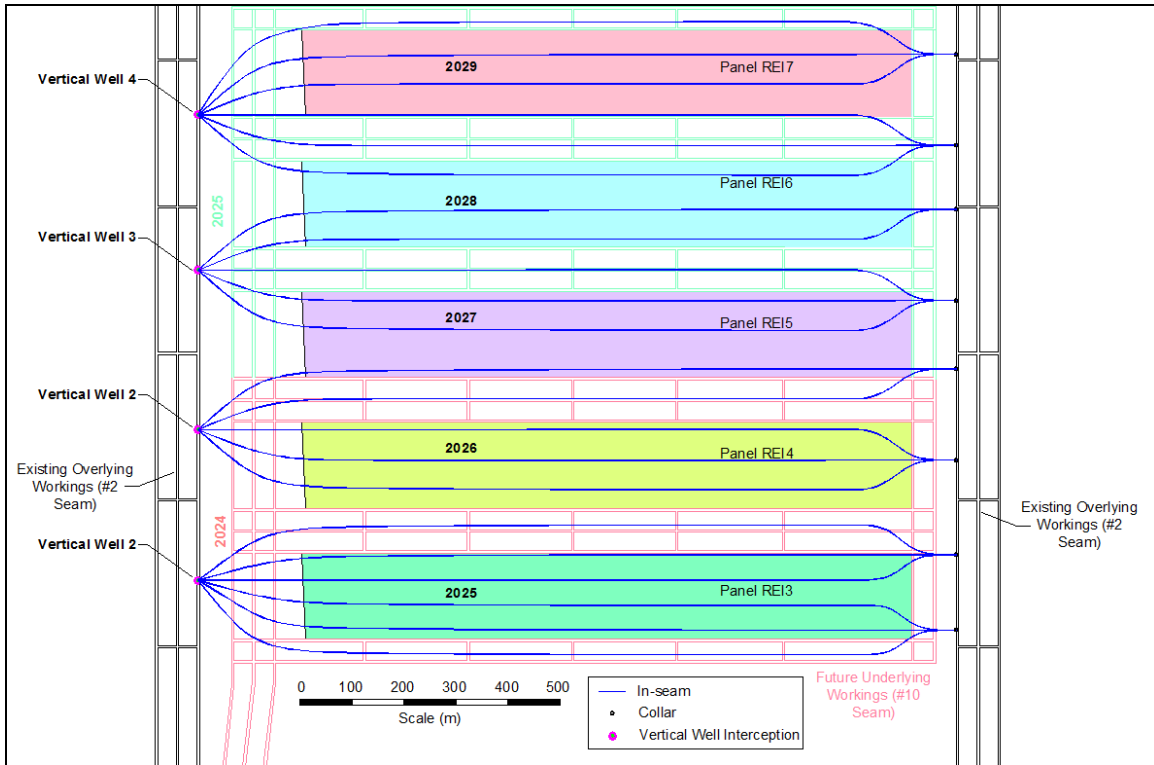 2029
Panel REI7
Vertical Well 4
Panel REI6
2028
2025
Vertical Well 3
2027
Panel REI5
Vertical Well 2
2026
Panel REI4
Existing Overlying
Workings (#2
Seam)
Existing Overlying
Workings (#2
Seam)
2024
Vertical Well 2
2025
Panel REI3
Future Underlying
Workings (#10
Seam)
0 100 200 300 400 500
Scale (m)
In-seam
Collar
Vertical Well Interception